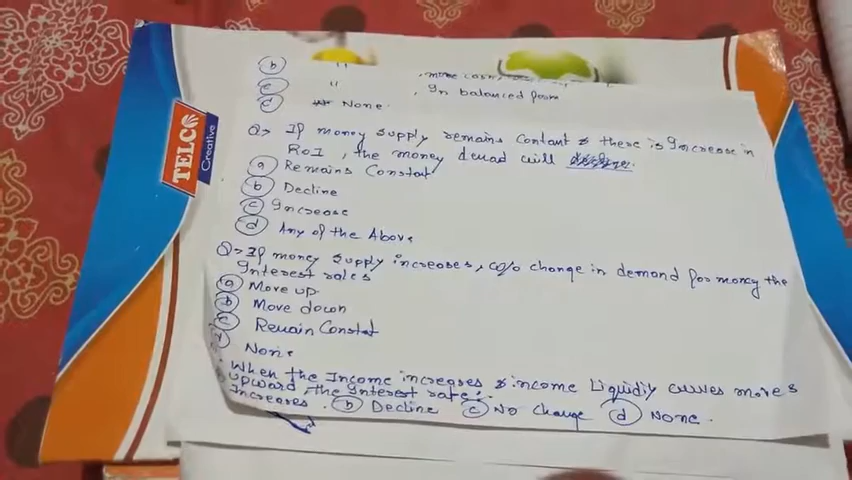 TELCO
Creative
(b) "
(c) " , In balanced form
(d) None.
Q→ If money supply remains Contant & there is Increase in
RoI, the money demad will
(a) Remains Constat
(b) Decline
(c) Increase
(d) Any of the Above
Q→ If money supply increases, w/o change in demand for money the
Interest rates
(a) Move up
(b) Move down
(c) Remain Constat
(d) None
When the Income increases & income Liquidiy curves moves
upward, the Interest rate:-
Increases. (b) Decline (c) No change (d) None.